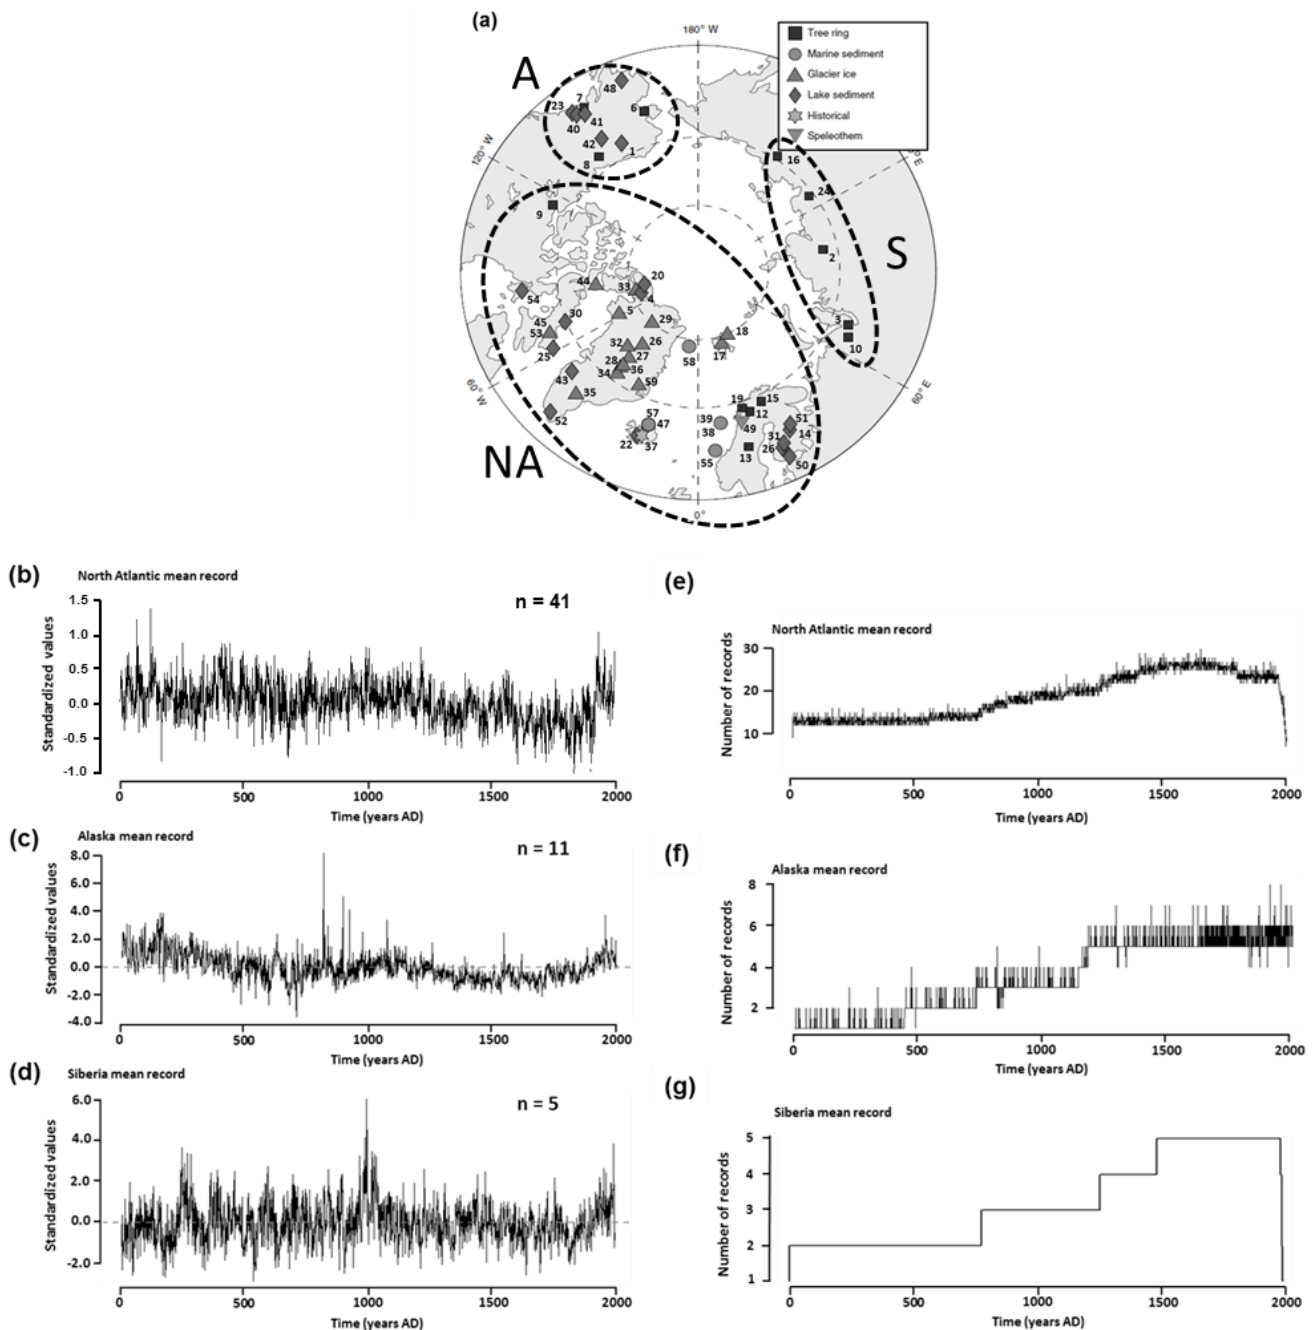 (a)
180° W
Tree ring
Marine sediment
Glacier ice
Lake sediment
Historical
Speleothem
A
48
23
7
6
40
41
42
1
8
120° W
°E
16
24
9
2
S
44
33
20
4
54
5
3
10
30
45
53
29
18
25
32
26
58
17
27
28
36
34
43
35
59
60° W
60° E
52
19
15
12
57
47
39
38
49
51
14
31
22
37
13
26
55
50
NA
0°
(b)
North Atlantic mean record
n = 41
Standardized values
1.5
1.0
0.5
0.0
-0.5
-1.0
0
500
1000
1500
2000
Time (years AD)
(e)
North Atlantic mean record
Number of records
30
20
10
0
500
1000
1500
2000
Time (years AD)
(c)
Alaska mean record
n = 11
Standardized values
8.0
6.0
4.0
2.0
0.0
-2.0
-4.0
0
500
1000
1500
2000
Time (years AD)
(f)
Alaska mean record
Number of records
8
6
4
2
0
500
1000
1500
2000
Time (years AD)
(d)
Siberia mean record
n = 5
Standardized values
6.0
4.0
2.0
0.0
-2.0
0
500
1000
1500
2000
Time (years AD)
(g)
Siberia mean record
Number of records
5
4
3
2
1
0
500
1000
1500
2000
Time (years AD)